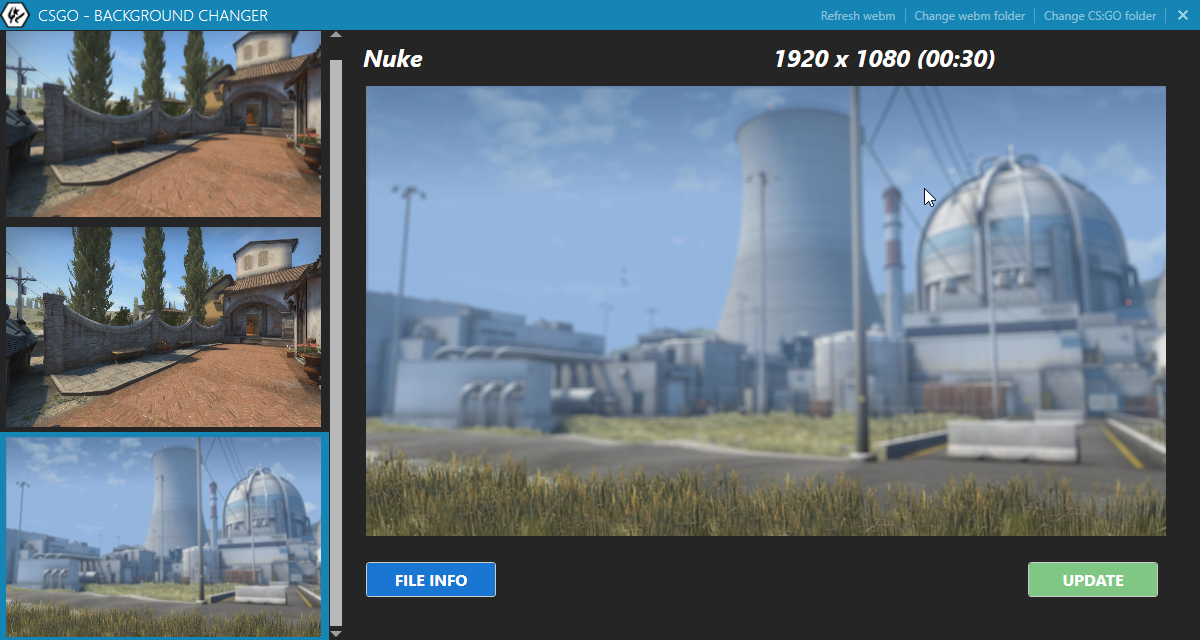 CSGO - BACKGROUND CHANGER
Refresh webm
Change webm folder
Change CS:GO folder
Nuke
1920 x 1080 (00:30)
FILE INFO
UPDATE